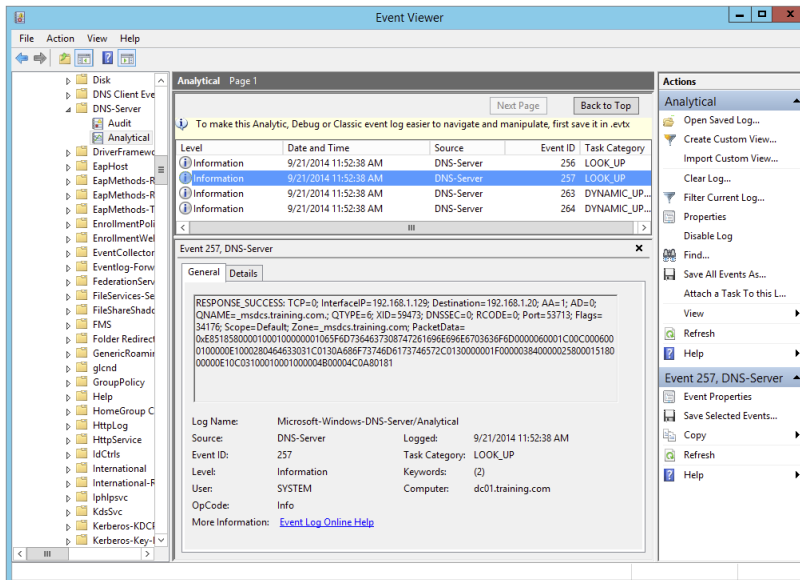 Event Viewer
File Action View Help
Disk
DNS Client Eve
DNS-Server
Audit
Analytical
DriverFramewo
EapHost
EapMethods-R
EapMethods-R
EapMethods-T
EnrollmentPoli
EnrollmentWel
EventCollector
Eventlog-Forw
FederationServ
FileServices-Se
FileShareShado
FMS
Folder Redirect
GenericRoamir
glcnd
GroupPolicy
Help
HomeGroup C
HttpLog
HttpService
IdCtrls
International
International-R
Iphlpsvc
KdsSvc
Kerberos-KDCF
Kerberos-Key-I
Analytical Page 1
Next Page Back to Top
To make this Analytic, Debug or Classic event log easier to navigate and manipulate, first save it in .evtx
Level Date and Time Source Event ID Task Category
Information 9/21/2014 11:52:38 AM DNS-Server 256 LOOK_UP
Information 9/21/2014 11:52:38 AM DNS-Server 257 LOOK_UP
Information 9/21/2014 11:52:38 AM DNS-Server 263 DYNAMIC_UP...
Information 9/21/2014 11:52:38 AM DNS-Server 264 DYNAMIC_UP...
Event 257, DNS-Server
General Details
RESPONSE_SUCCESS: TCP=0; InterfaceIP=192.168.1.129; Destination=192.168.1.20; AA=1; AD=0;
QNAME=_msdcs.training.com.; QTYPE=6; XID=59473; DNSSEC=0; RCODE=0; Port=53713; Flags=
34176; Scope=Default; Zone=_msdcs.training.com; PacketData=
0xE85185800001000100000001065F6D7364637308747261696E696E6703636F6D0000060001C00C000600
0100000E1000280464633031C0130A686F73746D6173746572C0130000001F000003840000025800015180
00000E10C0310001000100004B00004C0A80181
Log Name: Microsoft-Windows-DNS-Server/Analytical
Source: DNS-Server Logged: 9/21/2014 11:52:38 AM
Event ID: 257 Task Category: LOOK_UP
Level: Information Keywords: (2)
User: SYSTEM Computer: dc01.training.com
OpCode: Info
More Information: Event Log Online Help
Actions
Analytical
Open Saved Log...
Create Custom View...
Import Custom View...
Clear Log...
Filter Current Log...
Properties
Disable Log
Find...
Save All Events As...
Attach a Task To this L...
View
Refresh
Help
Event 257, DNS-Server
Event Properties
Save Selected Events...
Copy
Refresh
Help